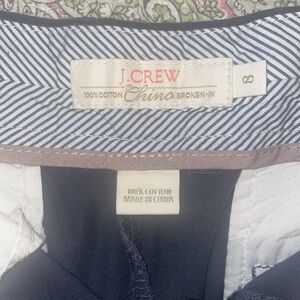 J.CREW
100% COTTON Chino BROKEN-IN
8
100% COTTON
MADE IN CHINA